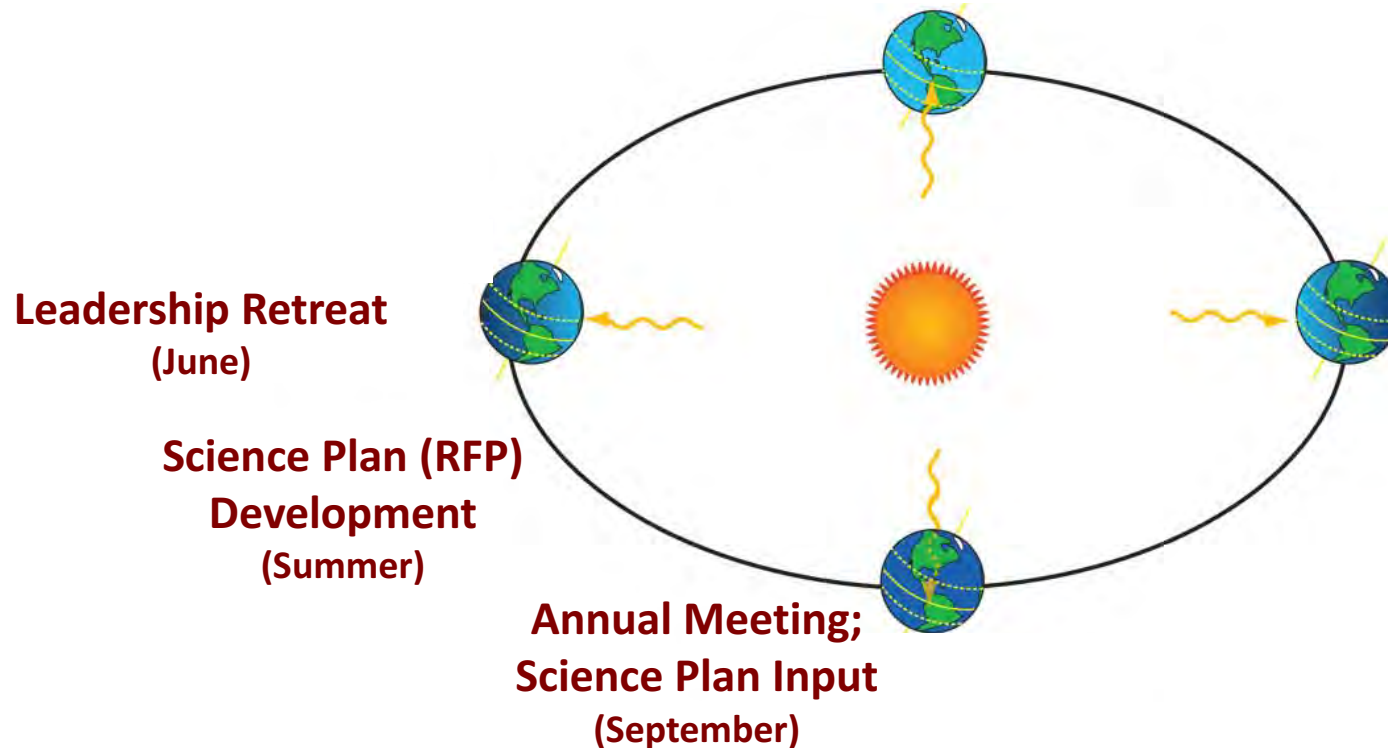 Leadership Retreat
(June)
Science Plan (RFP)
Development
(Summer)
Annual Meeting;
Science Plan Input
(September)